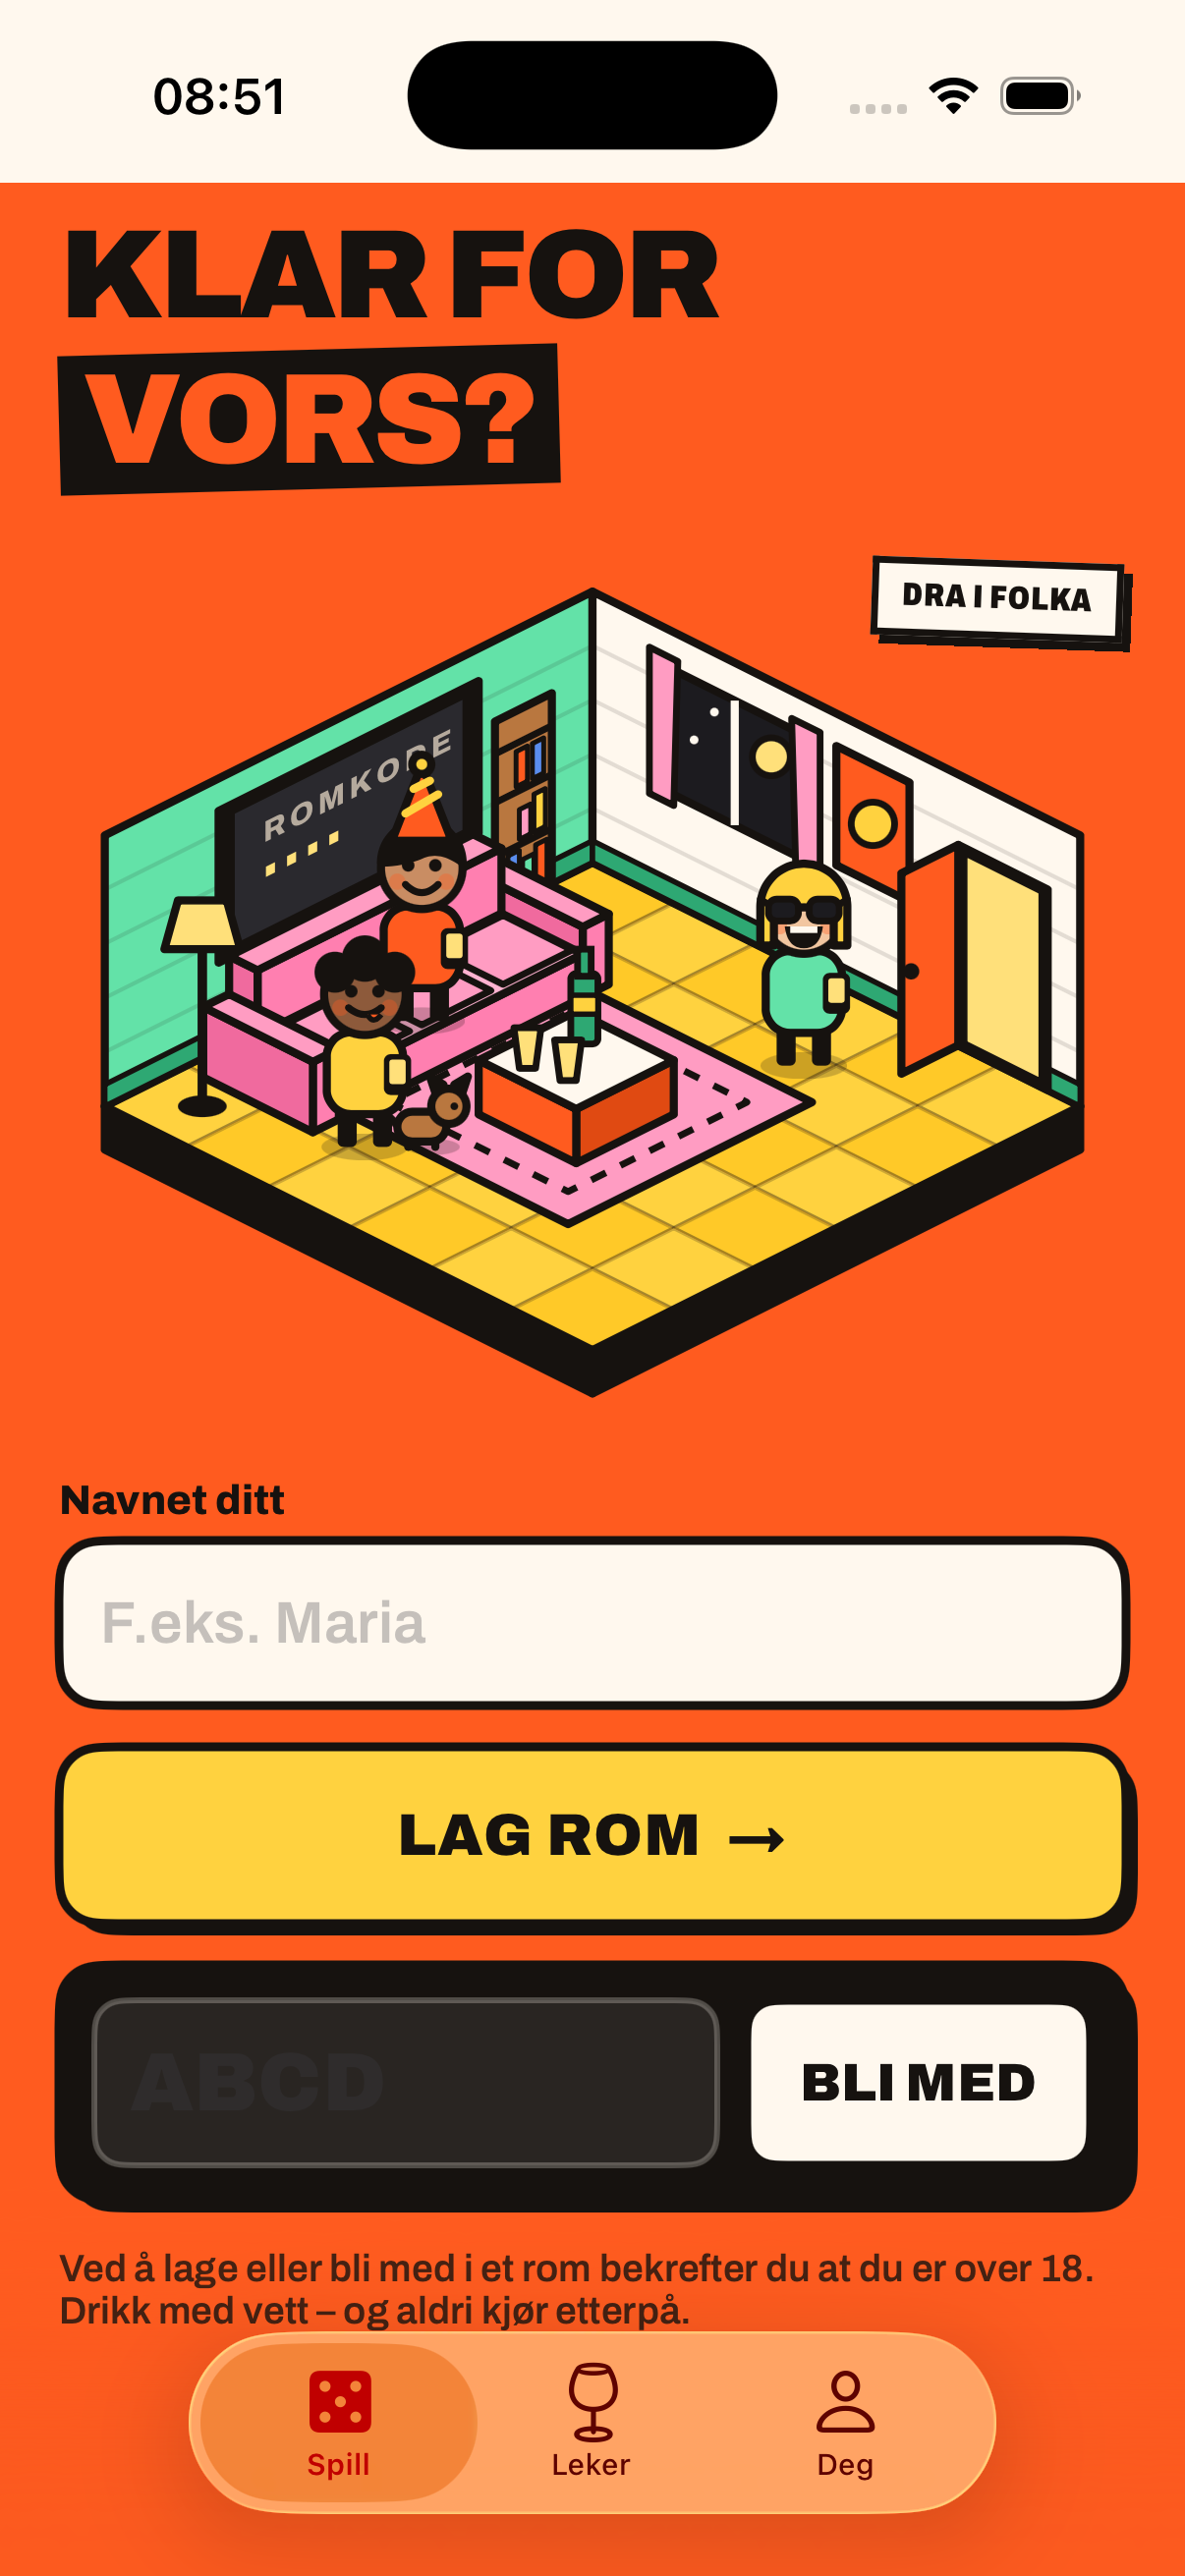 08:51
KLAR FOR
VORS?
DRA I FOLKA
ROMKODE
Navnet ditt
F.eks. Maria
LAG ROM →
ABCD
BLI MED
Ved å lage eller bli med i et rom bekrefter du at du er over 18.
Drikk med vett – og aldri kjør etterpå.
Spill
Leker
Deg